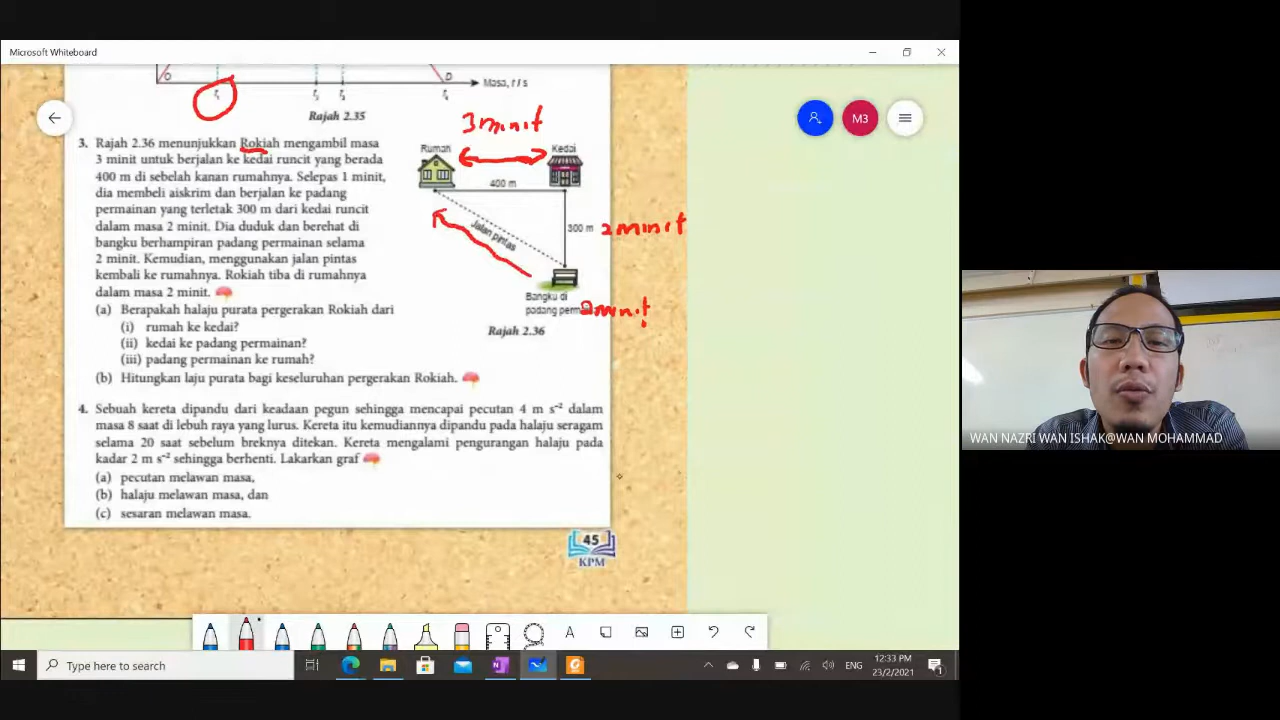 Microsoft Whiteboard
Masa, t / s
O
D
Rajah 2.35
M3
3 minit
3. Rajah 2.36 menunjukkan Rokiah mengambil masa
3 minit untuk berjalan ke kedai runcit yang berada
400 m di sebelah kanan rumahnya. Selepas 1 minit,
dia membeli aiskrim dan berjalan ke padang
permainan yang terletak 300 m dari kedai runcit
dalam masa 2 minit. Dia duduk dan berehat di
bangku berhampiran padang permainan selama
2 minit. Kemudian, menggunakan jalan pintas
kembali ke rumahnya. Rokiah tiba di rumahnya
dalam masa 2 minit.
Rumah
Kedai
400 m
Jalan pintas
300 m
2 minit
Bangku di
padang perm
2 minit
Rajah 2.36
(a) Berapakah halaju purata pergerakan Rokiah dari
(i) rumah ke kedai?
(ii) kedai ke padang permainan?
(iii) padang permainan ke rumah?
(b) Hitungkan laju purata bagi keseluruhan pergerakan Rokiah.
4. Sebuah kereta dipandu dari keadaan pegun sehingga mencapai pecutan 4 m s⁻² dalam
masa 8 saat di lebuh raya yang lurus. Kereta itu kemudiannya dipandu pada halaju seragam
selama 20 saat sebelum breknya ditekan. Kereta mengalami pengurangan halaju pada
kadar 2 m s⁻² sehingga berhenti. Lakarkan graf
(a) pecutan melawan masa,
(b) halaju melawan masa, dan
(c) sesaran melawan masa.
45
KPM
WAN NAZRI WAN ISHAK@WAN MOHAMMAD
Type here to search
ENG
12:33 PM
23/2/2021